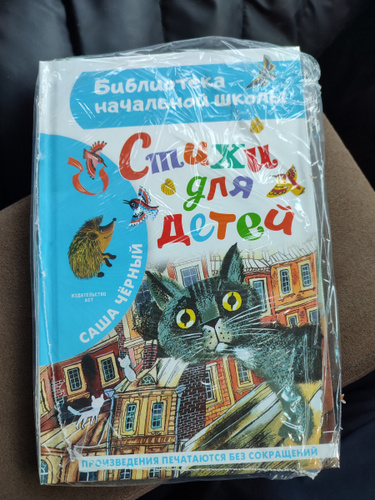 Библиотека
начальной школы
Стихи
для
детей
ИЗДАТЕЛЬСТВО
АСТ
САША ЧЁРНЫЙ
ПРОИЗВЕДЕНИЯ ПЕЧАТАЮТСЯ БЕЗ СОКРАЩЕНИЙ